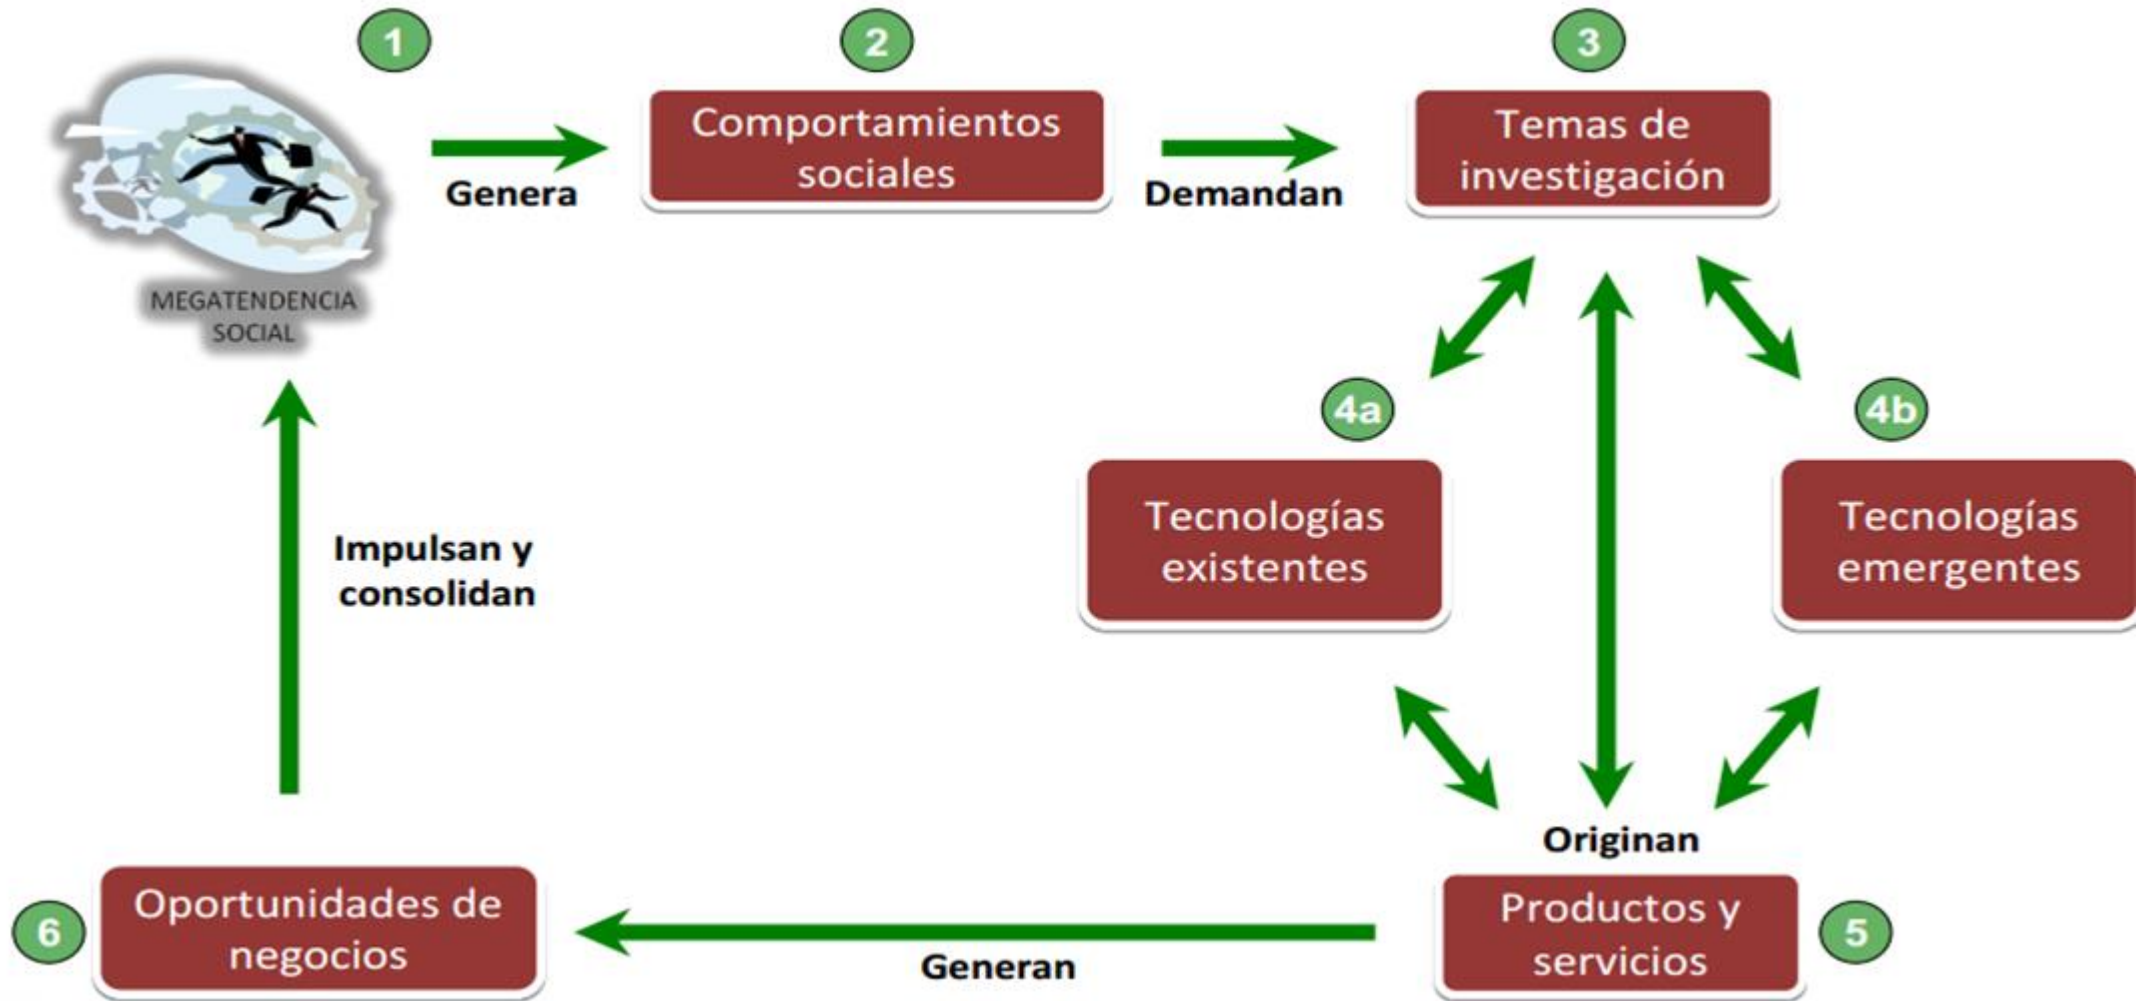 1
2
3
MEGATENDENCIA
SOCIAL
Genera
Comportamientos
sociales
Demandan
Temas de
investigación
4a
4b
Tecnologías
existentes
Tecnologías
emergentes
Originan
Productos y
servicios
5
Generan
6
Oportunidades de
negocios
Impulsan y
consolidan